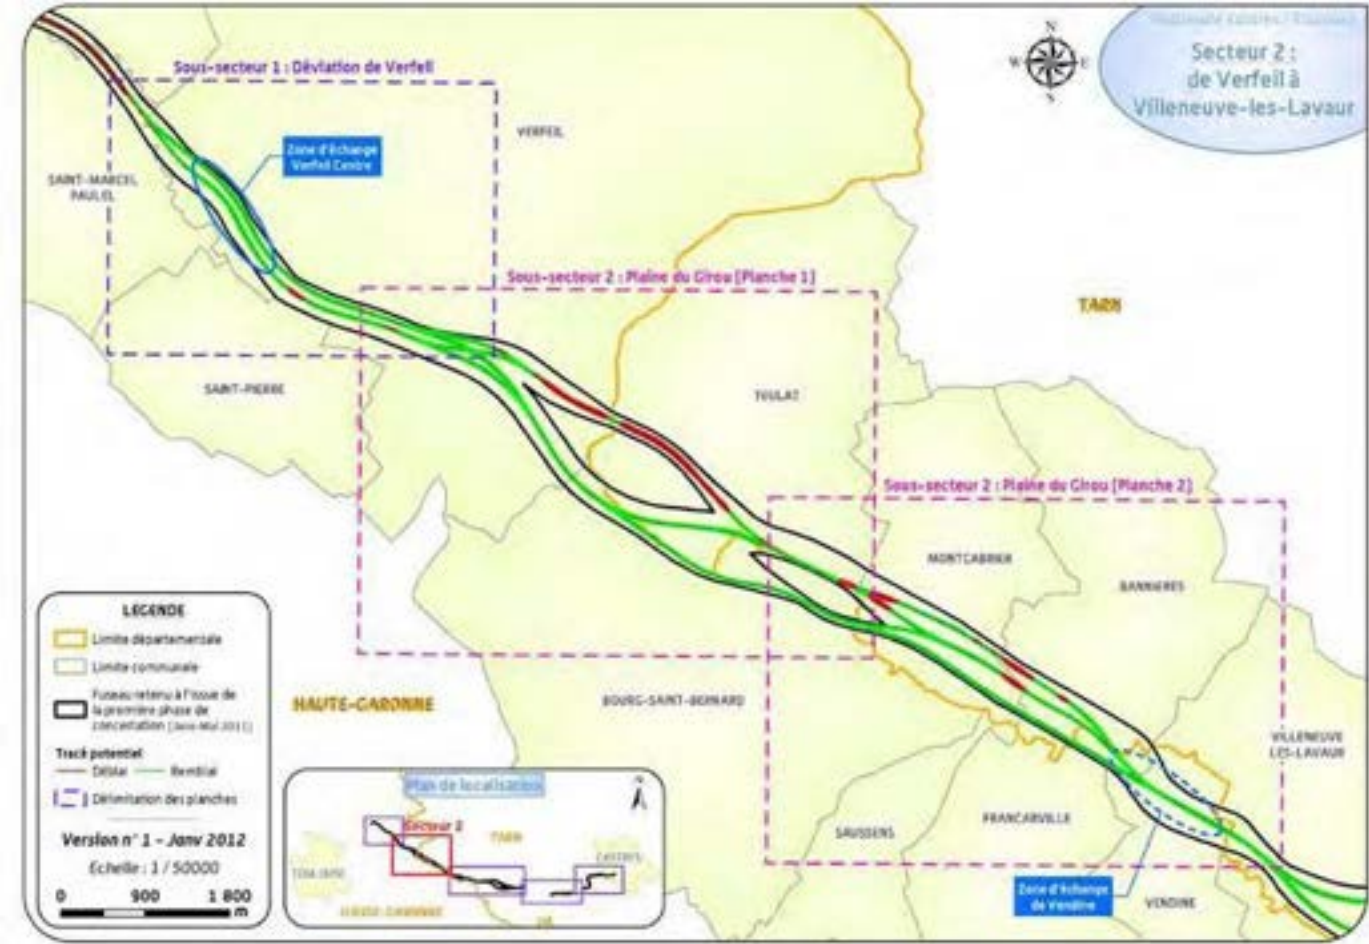 Secteur 2 :
de Verfeil à
Villeneuve-les-Lavaur
N
W
E
S
Sous-secteur 1 : Déviation de Verfeil
VERFEIL
Zone d'échange
Verfeil Centre
SAINT-MARCEL
PAULEL
Sous-secteur 2 : Plaine du Girou [Planche 1]
TARN
SAINT-PIERRE
TEULAT
Sous-secteur 2 : Plaine du Girou [Planche 2]
MONTCABRIER
BANNIERES
LEGENDE
Limite départementale
Limite communale
Fuseau retenu à l'issue de
la première phase de
concertation
Tracé potentiel
Déblai
Remblai
Délimitation des planches
Version n° 1 - Janv 2012
Echelle : 1 / 50000
0
900
1 800
m
HAUTE-GARONNE
BOURG-SAINT-BERNARD
VILLENEUVE
LES-LAVAUR
SAUSSENS
FRANCARVILLE
Zone d'échange
de Vendine
VENDINE
Plan de localisation
Secteur 2
TARN
TOULOUSE
CASTRES
HAUTE-GARONNE